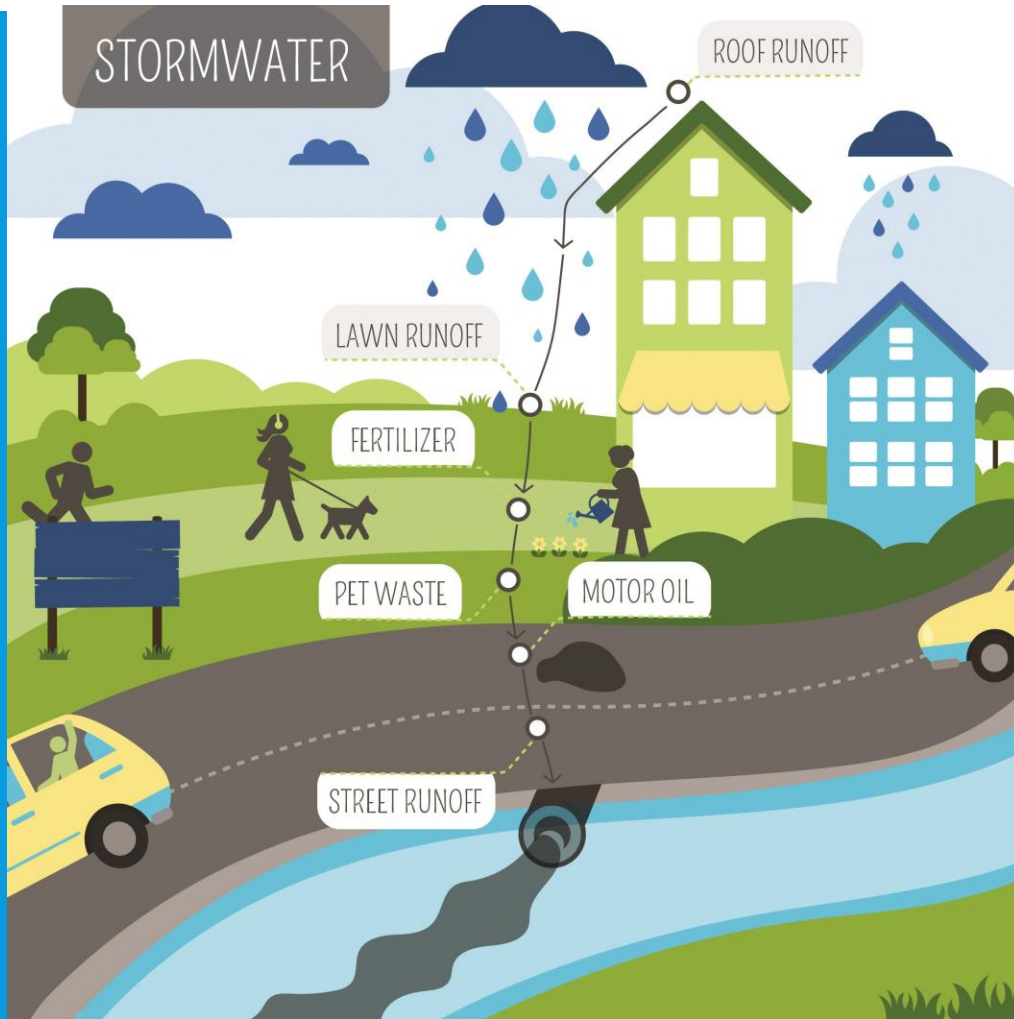 STORMWATER
ROOF RUNOFF
LAWN RUNOFF
FERTILIZER
PET WASTE
MOTOR OIL
STREET RUNOFF